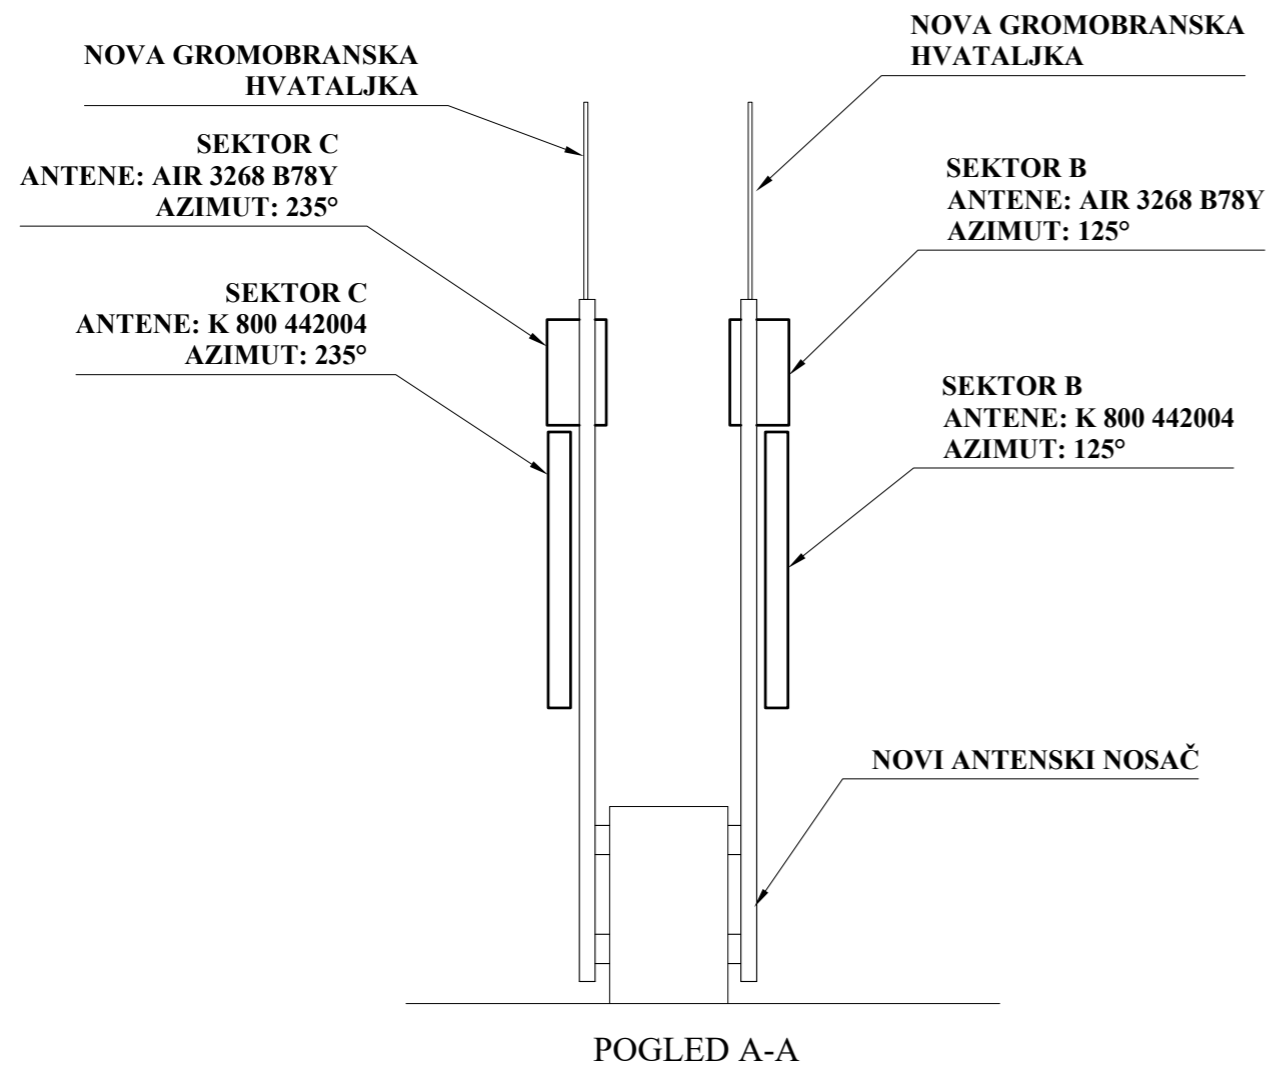 NOVA GROMOBRANSKA
HVATALJKA
SEKTOR C
ANTENE: AIR 3268 B78Y
AZIMUT: 235°
SEKTOR C
ANTENE: K 800 442004
AZIMUT: 235°
NOVA GROMOBRANSKA
HVATALJKA
SEKTOR B
ANTENE: AIR 3268 B78Y
AZIMUT: 125°
SEKTOR B
ANTENE: K 800 442004
AZIMUT: 125°
NOVI ANTENSKI NOSAČ
POGLED A-A